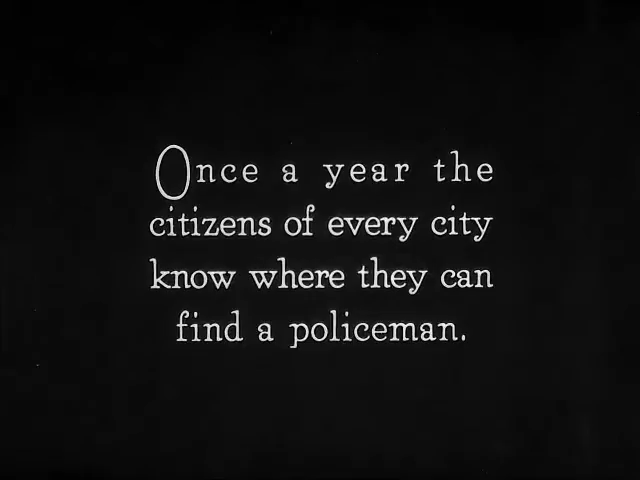 Once a year the
citizens of every city
know where they can
find a policeman.